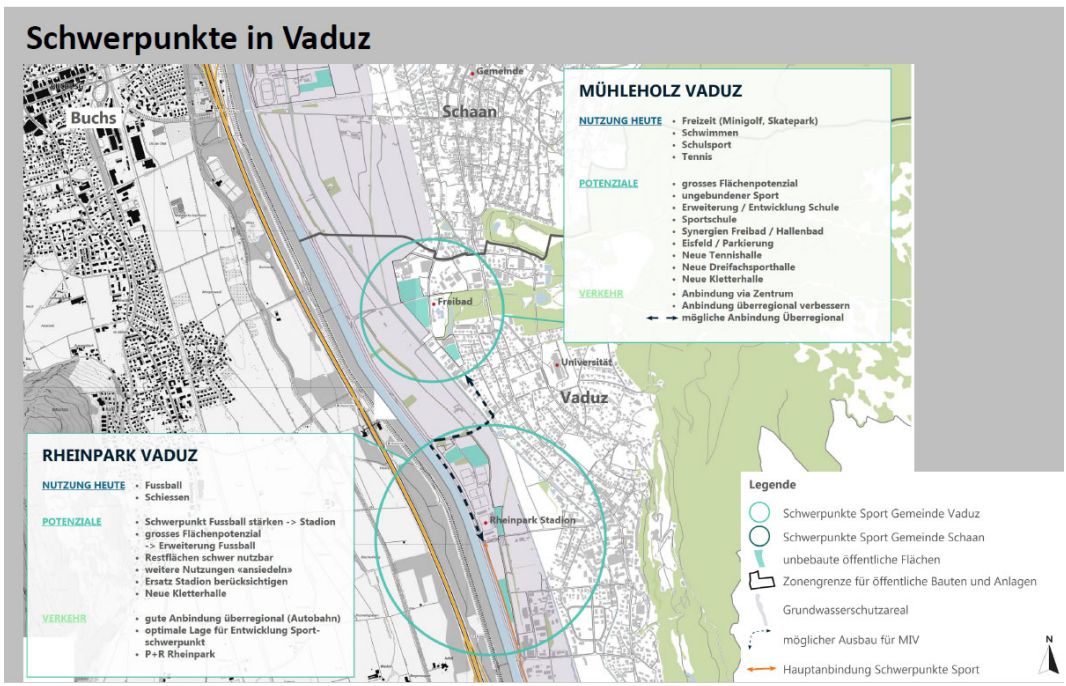 Schwerpunkte in Vaduz
Gemeinde
Schaan
Buchs
Freibad
Universität
Vaduz
Rheinpark Stadion
MÜHLEHOLZ VADUZ
NUTZUNG HEUTE • Freizeit (Minigolf, Skatepark)
• Schwimmen
• Schulsport
• Tennis
POTENZIALE • grosses Flächenpotenzial
• ungebundener Sport
• Erweiterung / Entwicklung Schule
• Sportschule
• Synergien Freibad / Hallenbad
• Eisfeld / Parkierung
• Neue Tennishalle
• Neue Dreifachsporthalle
• Neue Kletterhalle
VERKEHR • Anbindung via Zentrum
• Anbindung überregional verbessern
• mögliche Anbindung Überregional
RHEINPARK VADUZ
NUTZUNG HEUTE • Fussball
• Schiessen
POTENZIALE • Schwerpunkt Fussball stärken -> Stadion
• grosses Flächenpotenzial
-> Erweiterung Fussball
• Restflächen schwer nutzbar
• weitere Nutzungen «ansiedeln»
• Ersatz Stadion berücksichtigen
• Neue Kletterhalle
VERKEHR • gute Anbindung überregional (Autobahn)
• optimale Lage für Entwicklung Sport-
schwerpunkt
• P+R Rheinpark
Legende
Schwerpunkte Sport Gemeinde Vaduz
Schwerpunkte Sport Gemeinde Schaan
unbebaute öffentliche Flächen
Zonengrenze für öffentliche Bauten und Anlagen
Grundwasserschutzareal
möglicher Ausbau für MIV
Hauptanbindung Schwerpunkte Sport
N